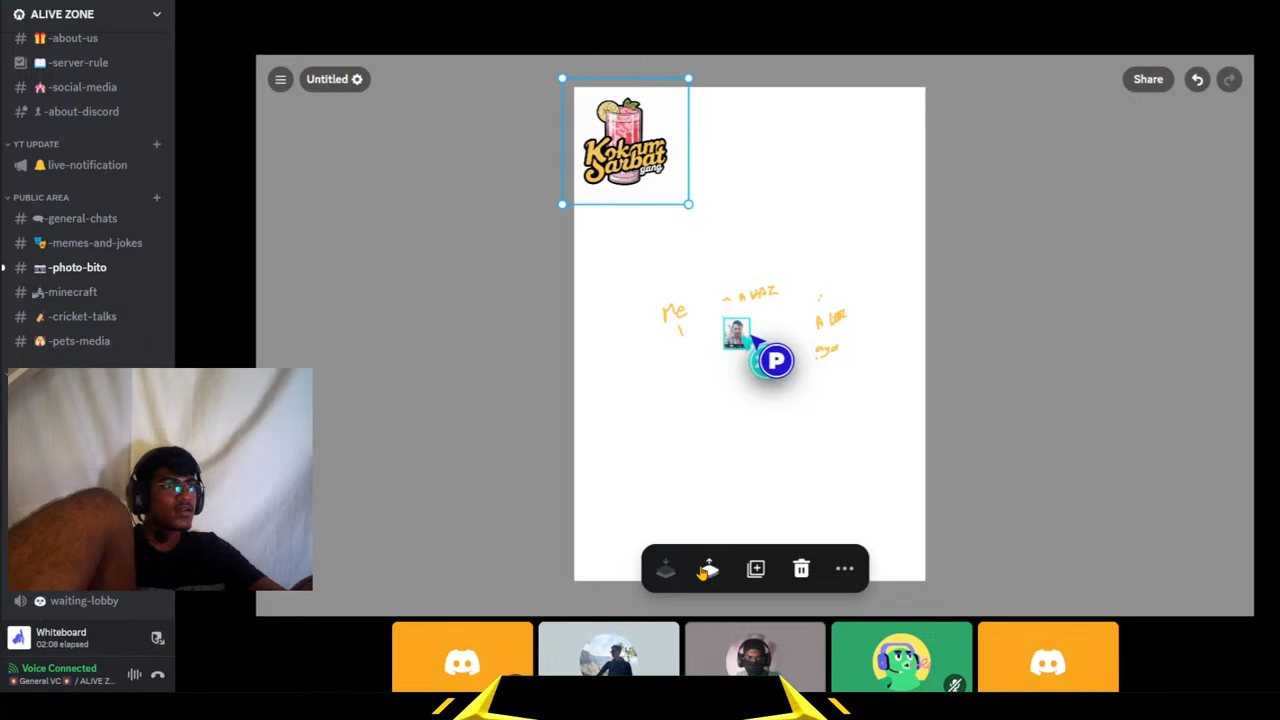 ALIVE ZONE
-about-us
-server-rule
-social-media
-about-discord
YT UPDATE
live-notification
PUBLIC AREA
-general-chats
-memes-and-jokes
-photo-bito
-minecraft
-cricket-talks
-pets-media
waiting-lobby
Whiteboard
02:08 elapsed
Voice Connected
General VC / ALIVE Z...
Untitled
Share
Kokum
Sarbat
gang
Me
P